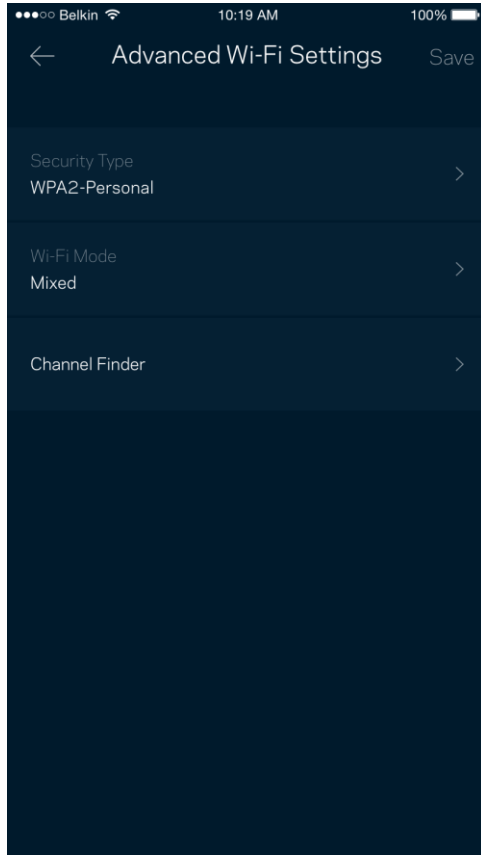 Belkin 10:19 AM 100%
Advanced Wi-Fi Settings Save
Security Type
WPA2-Personal
Wi-Fi Mode
Mixed
Channel Finder